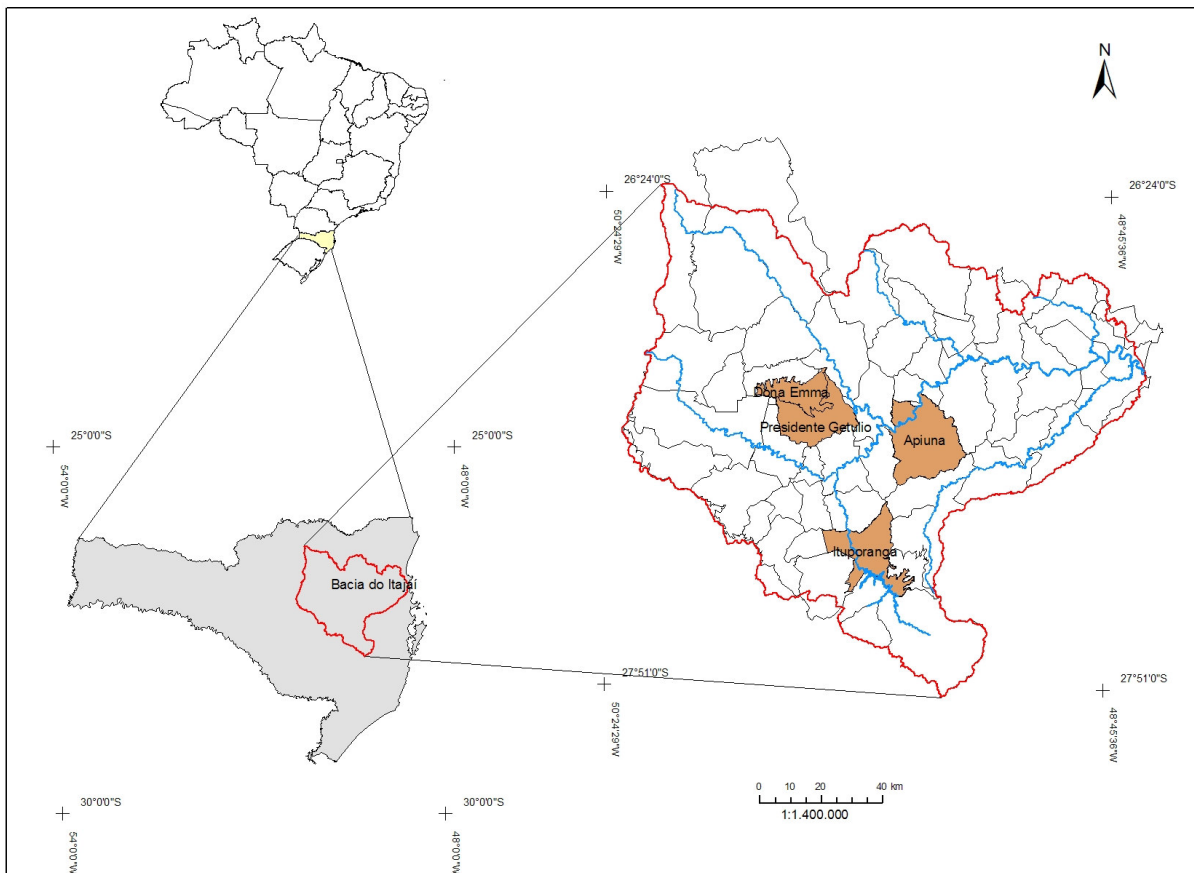 N
26°24'0"S
26°24'0"S
50°24'29"W
48°45'36"W
Dona Emma
Presidente Getulio
Apiuna
25°0'0"S
25°0'0"S
54°0'0"W
48°0'0"W
Ituporanga
Bacia do Itajaí
27°51'0"S
27°51'0"S
50°24'29"W
48°45'36"W
0 10 20 40 km
1:1.400.000
30°0'0"S
30°0'0"S
54°0'0"W
48°0'0"W